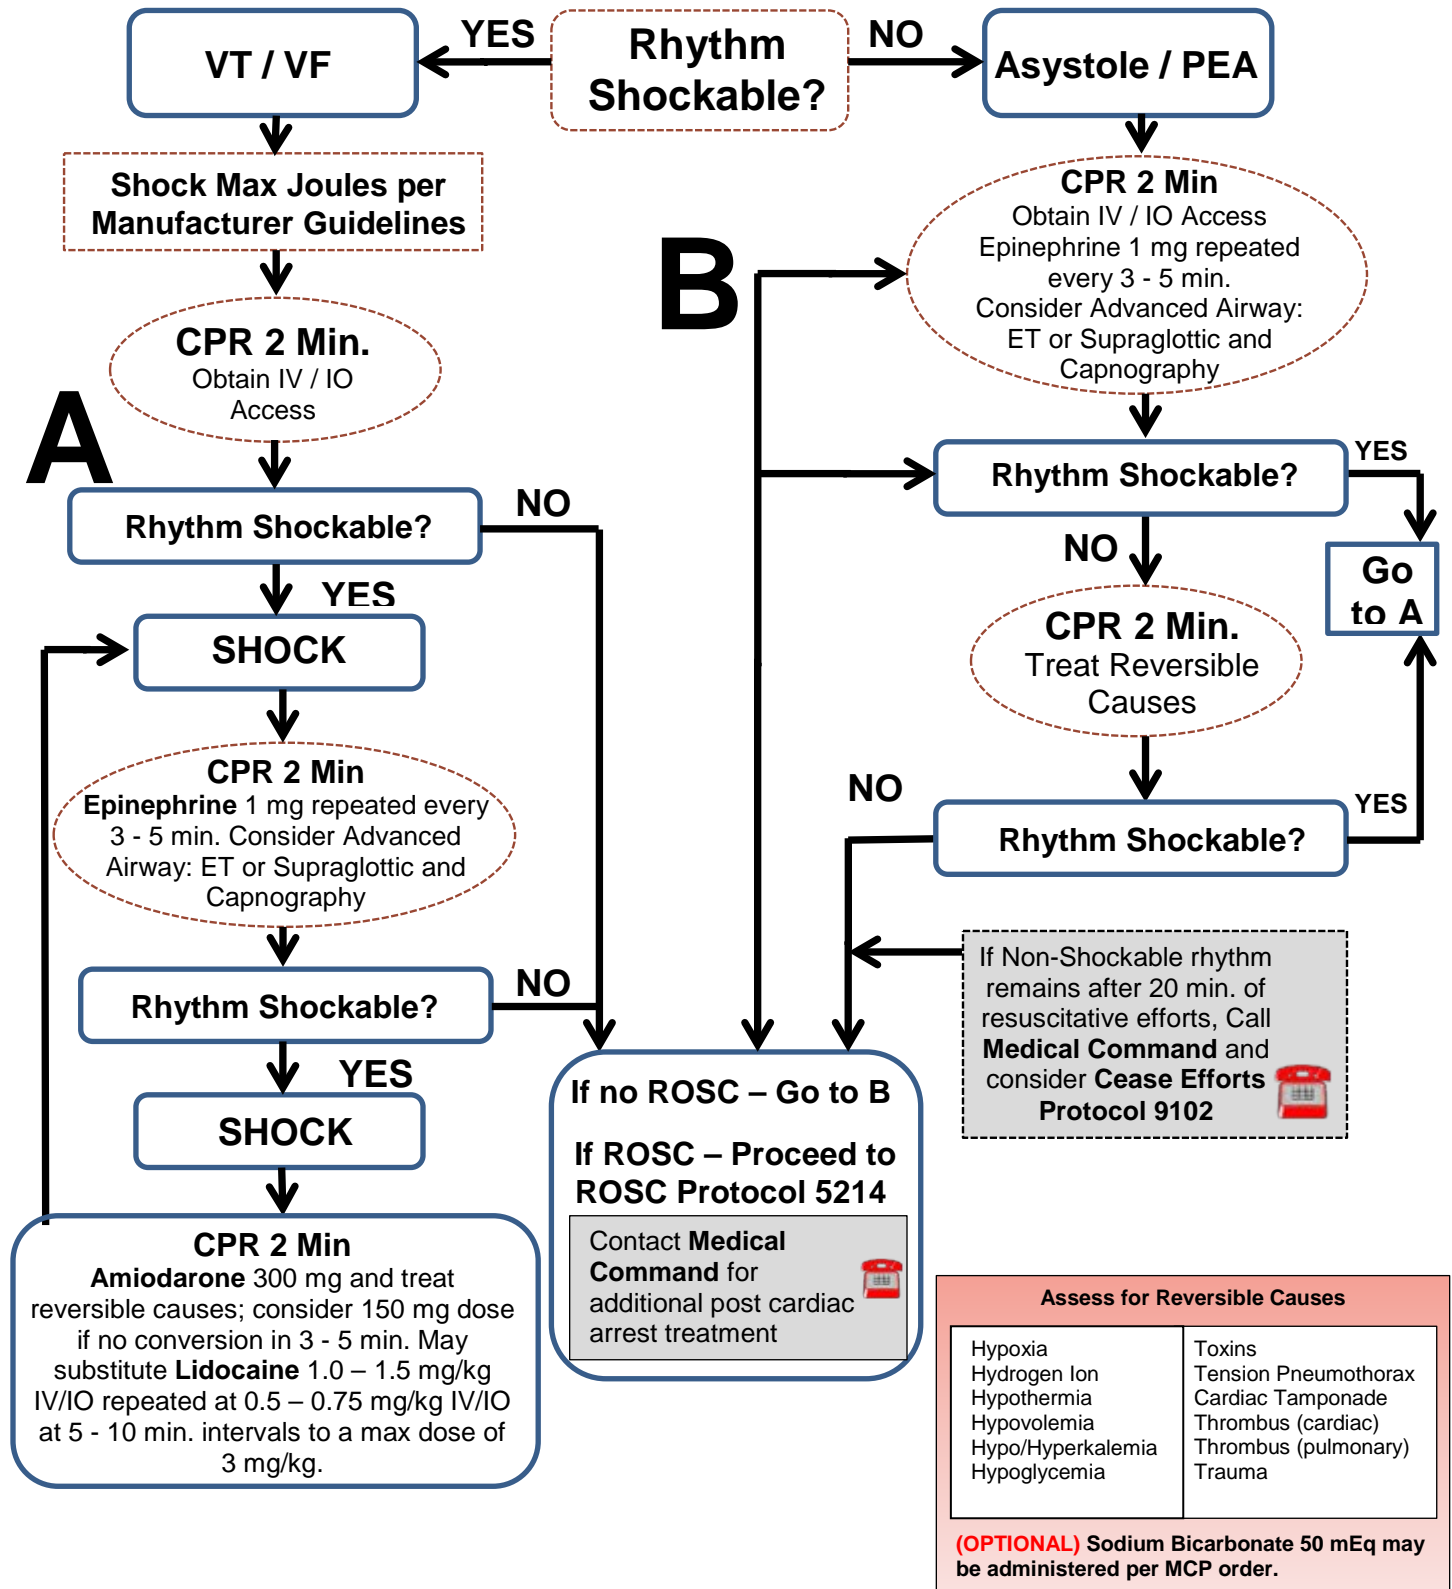 YES
Rhythm
Shockable?
NO
VT / VF
Asystole / PEA
Shock Max Joules per
Manufacturer Guidelines
CPR 2 Min.
Obtain IV / IO
Access
A
Rhythm Shockable?
NO
YES
SHOCK
CPR 2 Min
Epinephrine 1 mg repeated every
3 - 5 min. Consider Advanced
Airway: ET or Supraglottic and
Capnography
Rhythm Shockable?
NO
YES
SHOCK
CPR 2 Min
Amiodarone 300 mg and treat
reversible causes; consider 150 mg dose
if no conversion in 3 - 5 min. May
substitute Lidocaine 1.0 – 1.5 mg/kg
IV/IO repeated at 0.5 – 0.75 mg/kg IV/IO
at 5 - 10 min. intervals to a max dose of
3 mg/kg.
B
CPR 2 Min
Obtain IV / IO Access
Epinephrine 1 mg repeated
every 3 - 5 min.
Consider Advanced Airway:
ET or Supraglottic and
Capnography
Rhythm Shockable?
YES
NO
Go
to A
CPR 2 Min.
Treat Reversible
Causes
NO
Rhythm Shockable?
YES
If Non-Shockable rhythm
remains after 20 min. of
resuscitative efforts, Call
Medical Command and
consider Cease Efforts
Protocol 9102
If no ROSC – Go to B
If ROSC – Proceed to
ROSC Protocol 5214
Contact Medical
Command for
additional post cardiac
arrest treatment
Assess for Reversible Causes
Hypoxia
Hydrogen Ion
Hypothermia
Hypovolemia
Hypo/Hyperkalemia
Hypoglycemia
Toxins
Tension Pneumothorax
Cardiac Tamponade
Thrombus (cardiac)
Thrombus (pulmonary)
Trauma
(OPTIONAL) Sodium Bicarbonate 50 mEq may
be administered per MCP order.